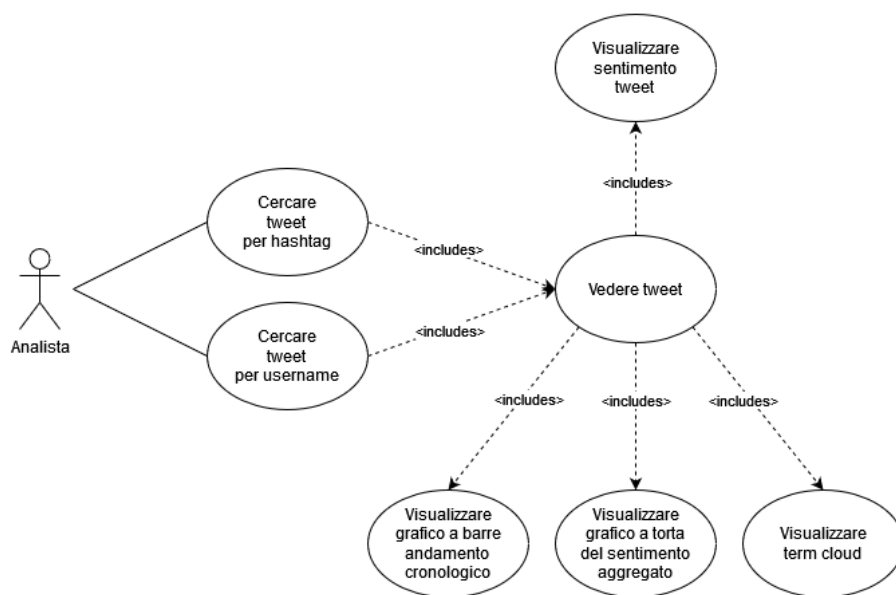 Visualizzare
sentimento
tweet
<includes>
Cercare
tweet
per hashtag
<includes>
Vedere tweet
Analista
Cercare
tweet
per username
<includes>
<includes>
<includes>
<includes>
Visualizzare
grafico a barre
andamento
cronologico
Visualizzare
grafico a torta
del sentimento
aggregato
Visualizzare
term cloud